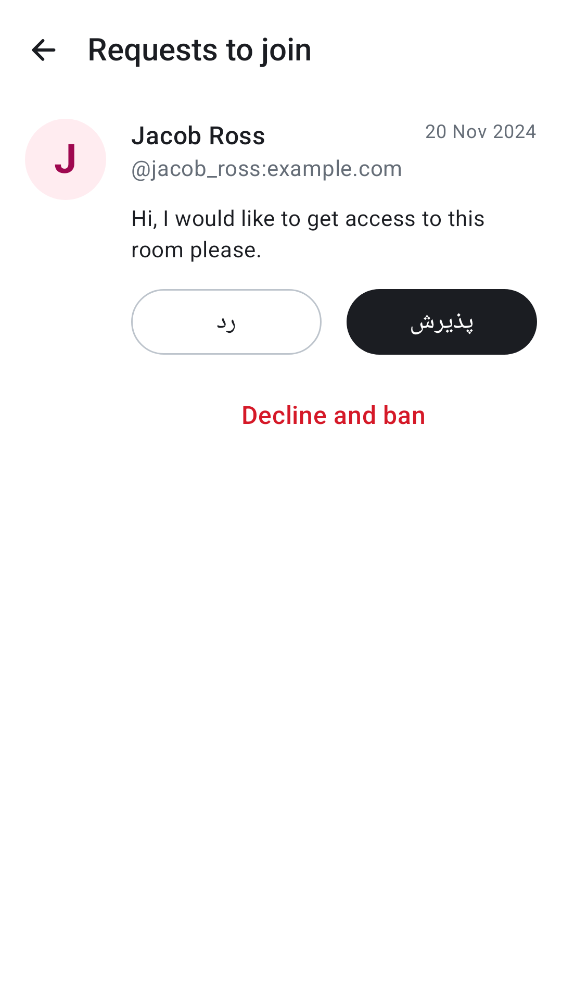 Requests to join
J
Jacob Ross
20 Nov 2024
@jacob_ross:example.com
Hi, I would like to get access to this
room please.
رد
پذیرش
Decline and ban